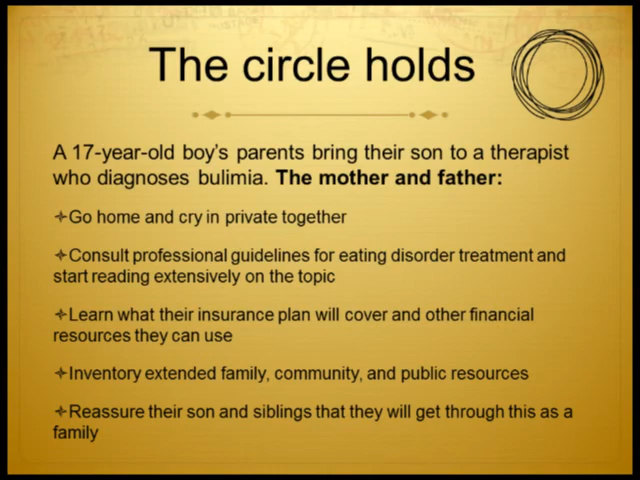 The circle holds
A 17-year-old boy's parents bring their son to a therapist
who diagnoses bulimia. The mother and father:
Go home and cry in private together
Consult professional guidelines for eating disorder treatment and
start reading extensively on the topic
Learn what their insurance plan will cover and other financial
resources they can use
Inventory extended family, community, and public resources
Reassure their son and siblings that they will get through this as a
family